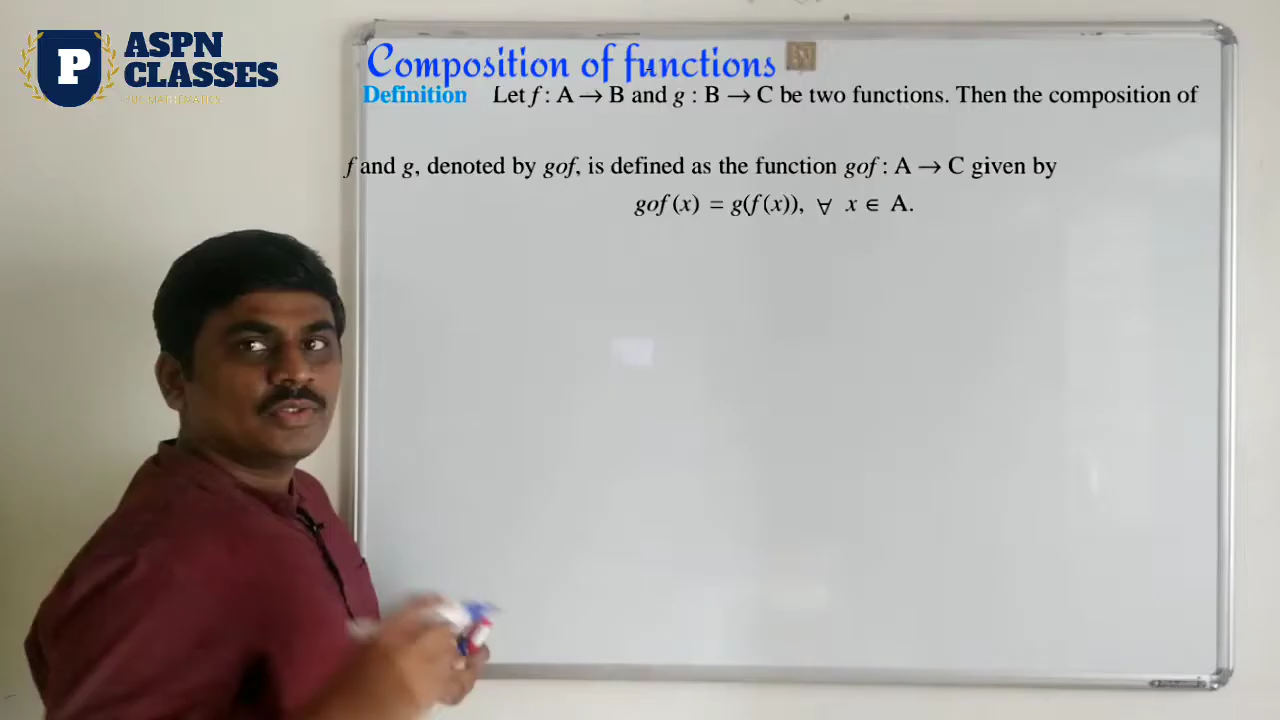 ASPN
CLASSES
P
Composition of functions
Definition Let f : A → B and g : B → C be two functions. Then the composition of
f and g, denoted by gof, is defined as the function gof : A → C given by
gof (x) = g(f (x)), ∀ x ∈ A.